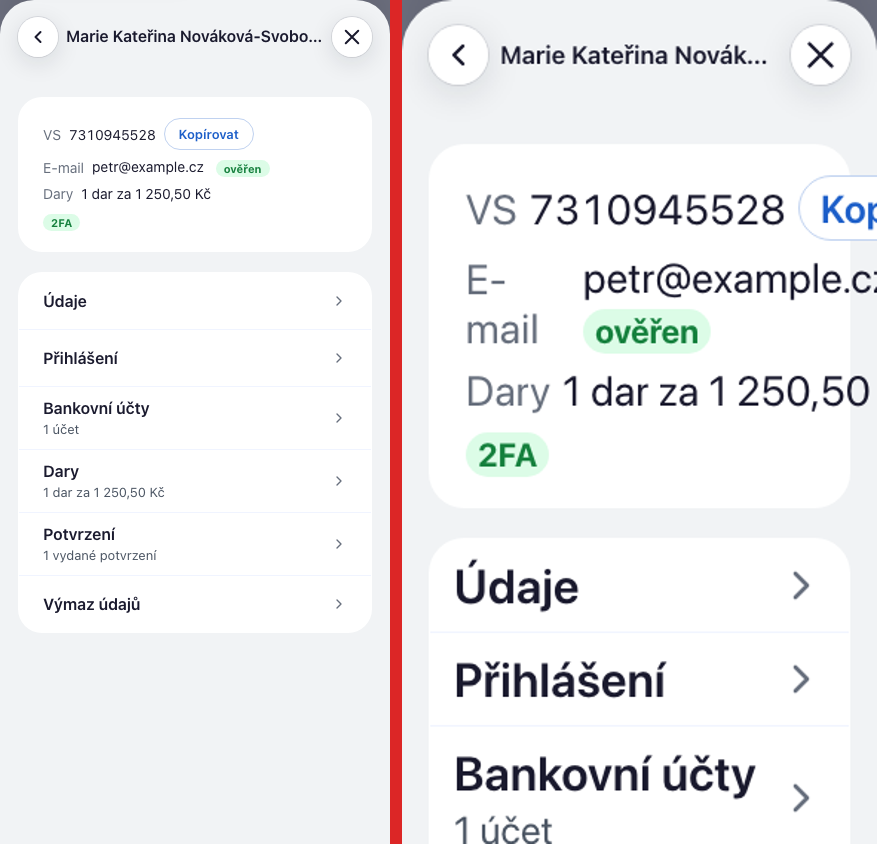 Marie Kateřina Nováková-Svobo...
VS 7310945528 Kopírovat
E-mail petr@example.cz ověřen
Dary 1 dar za 1 250,50 Kč
2FA
Údaje
Přihlášení
Bankovní účty
1 účet
Dary
1 dar za 1 250,50 Kč
Potvrzení
1 vydané potvrzení
Výmaz údajů
Marie Kateřina Novák...
VS 7310945528 Kop
E-
mail
petr@example.cz
ověřen
Dary 1 dar za 1 250,50
2FA
Údaje
Přihlášení
Bankovní účty
1 účet